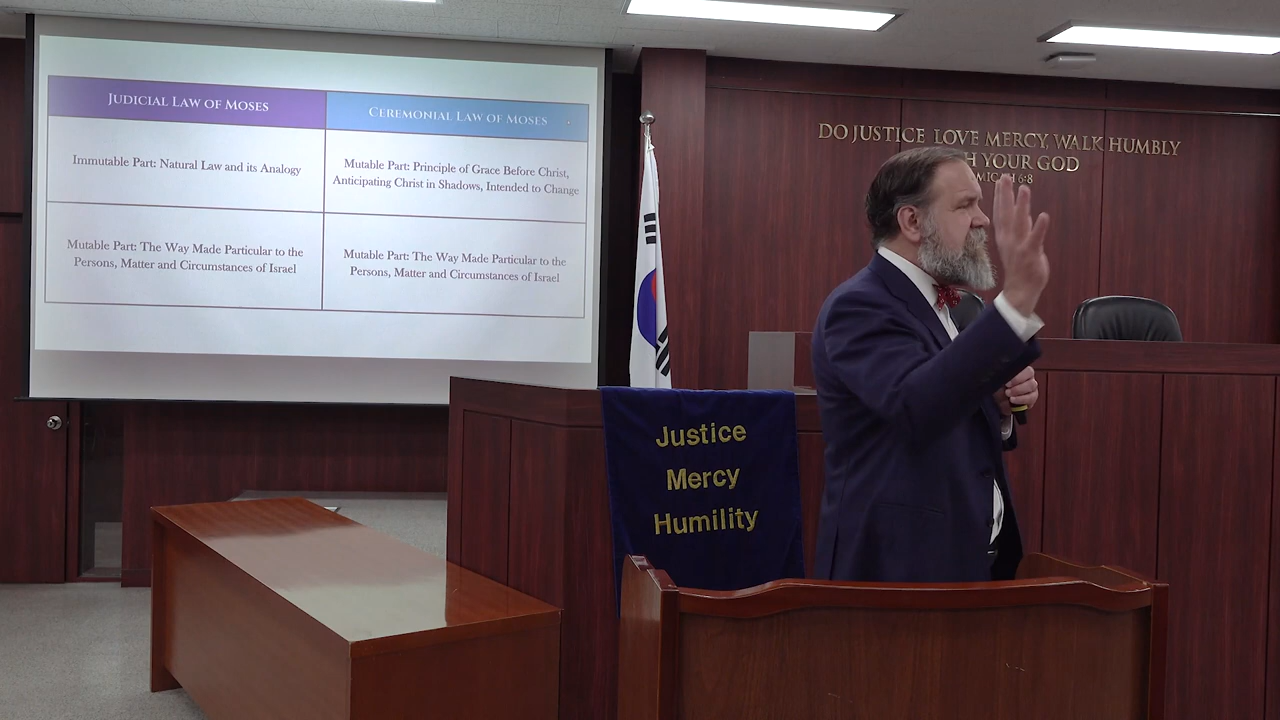 JUDICIAL LAW OF MOSES
CEREMONIAL LAW OF MOSES
Immutable Part: Natural Law and its Analogy
Mutable Part: Principle of Grace Before Christ,
Anticipating Christ in Shadows, Intended to Change
Mutable Part: The Way Made Particular to the
Persons, Matter and Circumstances of Israel
Mutable Part: The Way Made Particular to the
Persons, Matter and Circumstances of Israel
DO JUSTICE, LOVE MERCY, WALK HUMBLY
YOUR GOD
6:8
Justice
Mercy
Humility